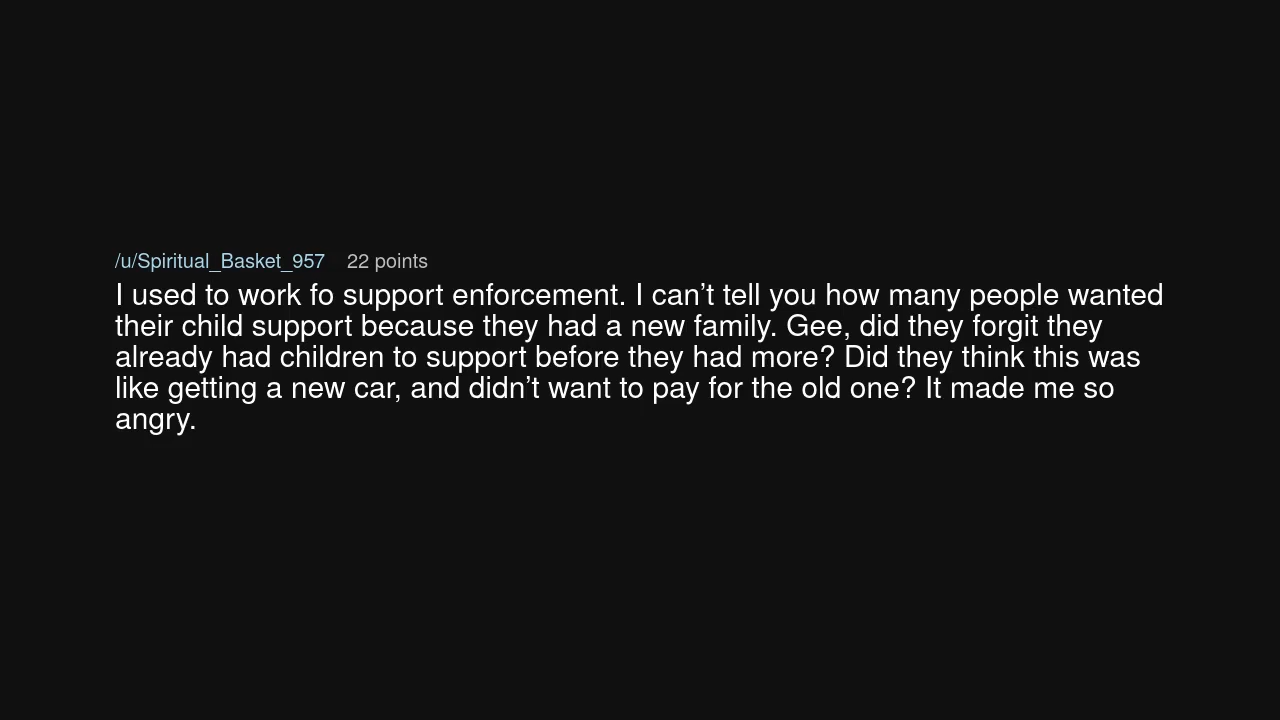 /u/Spiritual_Basket_957 22 points
I used to work fo support enforcement. I can’t tell you how many people wanted
their child support because they had a new family. Gee, did they forgit they
already had children to support before they had more? Did they think this was
like getting a new car, and didn’t want to pay for the old one? It made me so
angry.